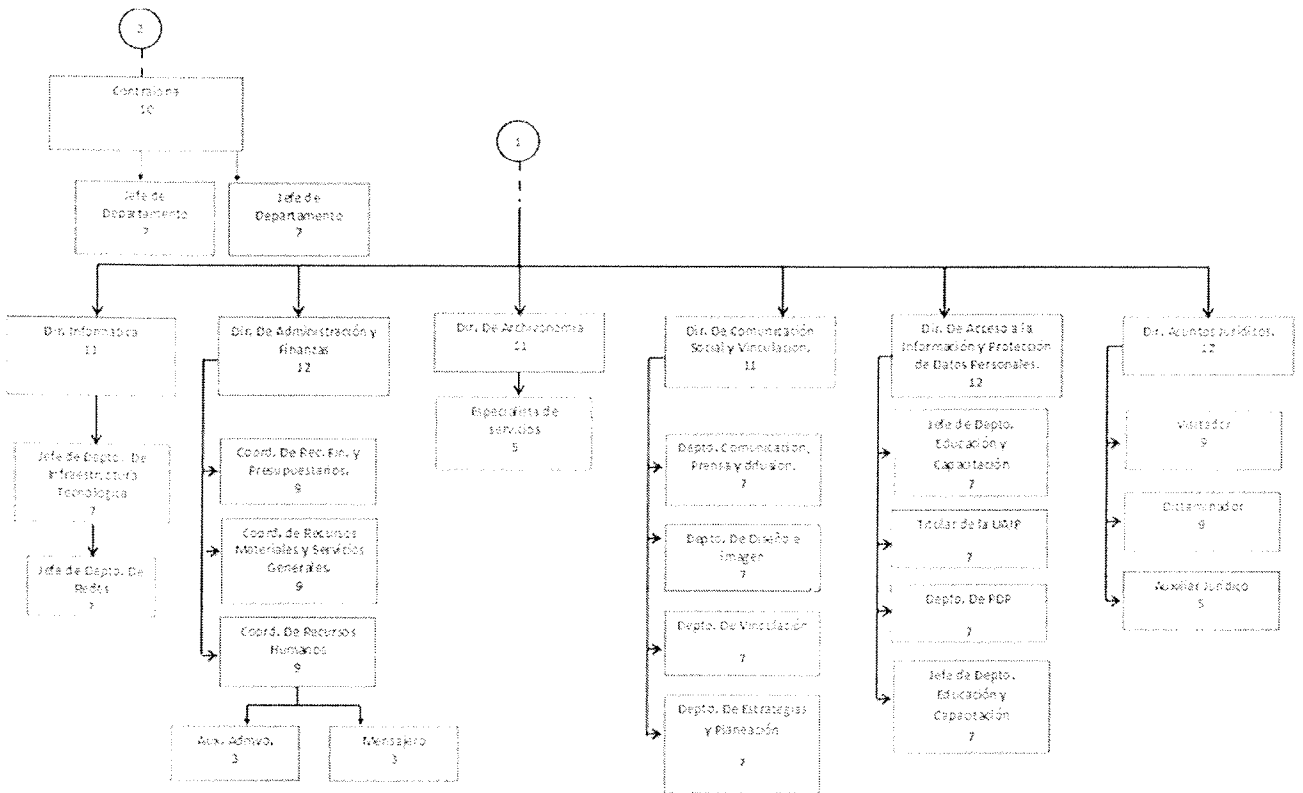 2
Contraloria
10
1
Jefe de
Departamento
7
Jefe de
Departamento
7
Dir. Informatica
11
Dir. De Administración y
Finanzas
12
Dir. De Archivonomia
11
Dir. De Comunicación
Social y Vinculacion.
11
Dir. De Acceso a la
Información y Protección
de Datos Personales.
12
Dir. Asuntos Jurídicos.
12
Jefe de Depto. De
Infraestructura
Tecnologica
7
Jefe de Depto. De
Redes
7
Coord. De Rec. Fin. y
Presupuestarios.
9
Coord. de Recursos
Materiales y Servicios
Generales.
9
Coord. De Recursos
Humanos
9
Aux. Admvo.
3
Mensajero
3
Especialista de
servicios
5
Depto. Comunicación,
Prensa y difusion.
7
Depto. De Diseño e
imagen
7
Depto. De Vinculación
7
Depto. De Estrategias
y Planeación
7
Jefe de Depto.
Educación y
Capacitación
7
Titular de la UAIP
7
Depto. De PDP
7
Jefe de Depto.
Educación y
Capacitación
7
Visitador
9
Dictaminador
9
Auxiliar Jurídico
5